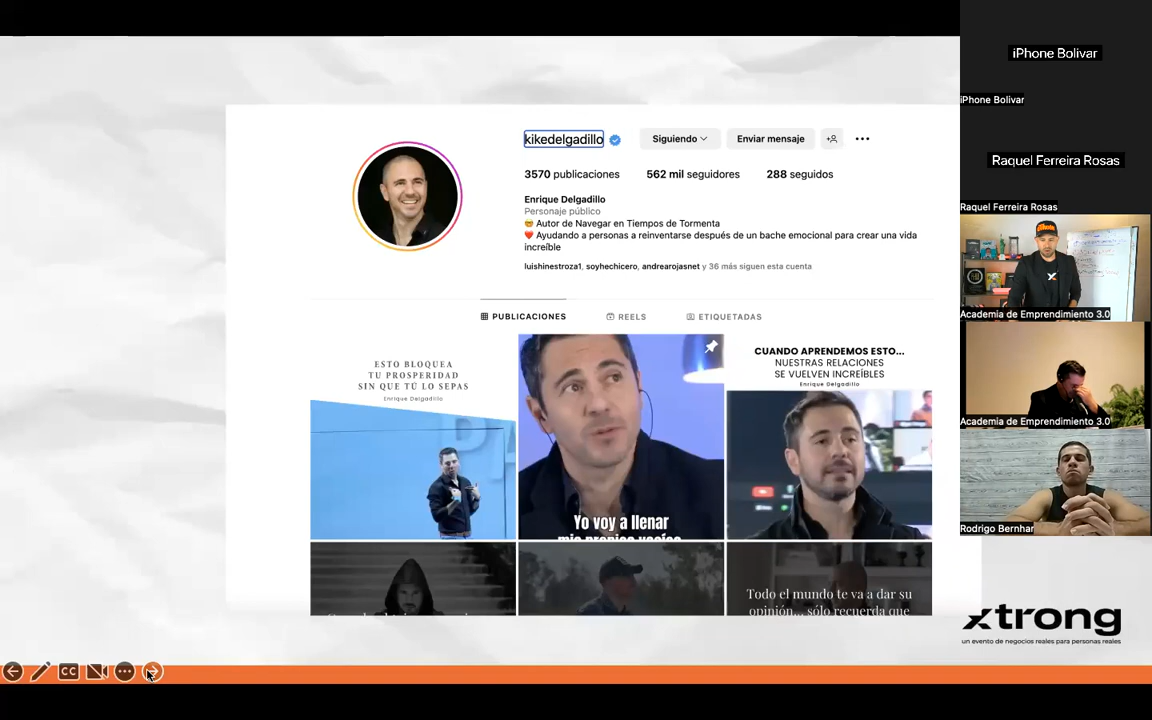 kikedelgadillo
Siguiendo
Enviar mensaje
3570 publicaciones
562 mil seguidores
288 seguidos
Enrique Delgadillo
Personaje público
🤓 Autor de Navegar en Tiempos de Tormenta
❤️ Ayudando a personas a reinventarse después de un bache emocional para crear una vida
increíble
luishinestroza1, soyhechicero, andrearojasnet y 36 más siguen esta cuenta
PUBLICACIONES
REELS
ETIQUETADAS
ESTO BLOQUEA
TU PROSPERIDAD
SIN QUE TÚ LO SEPAS
Enrique Delgadillo
Yo voy a llenar
CUANDO APRENDEMOS ESTO...
NUESTRAS RELACIONES
SE VUELVEN INCREÍBLES
Enrique Delgadillo
Todo el mundo te va a dar su
opinión... sólo recuerda que
iPhone Bolivar
iPhone Bolivar
Raquel Ferreira Rosas
Raquel Ferreira Rosas
Academia de Emprendimiento 3.0
Academia de Emprendimiento 3.0
Rodrigo Bernhar
xtrong
un evento de negocios reales para personas reales
CC